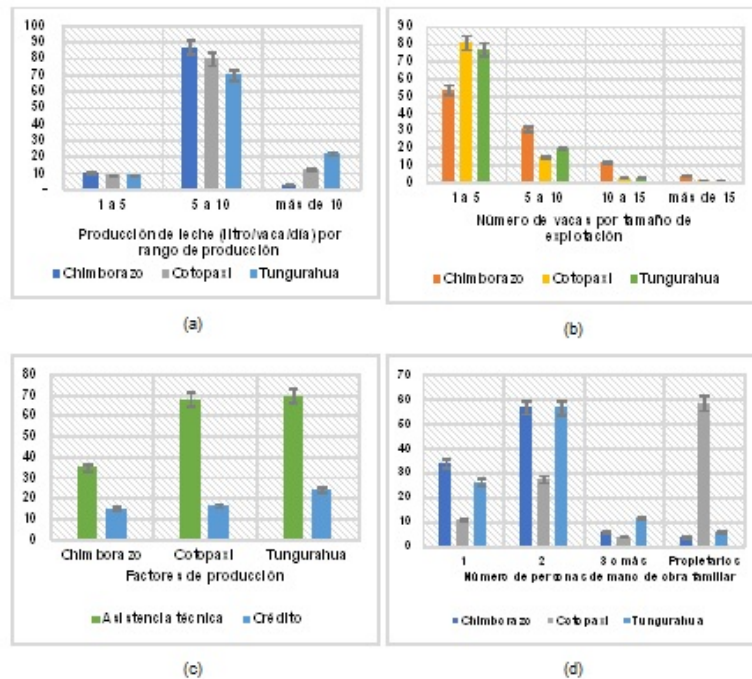 100
90
80
70
60
50
40
30
20
10
-
1 a 5 5 a 10 más de 10
Producción de leche (litro/vaca/día) por
rango de producción
Chimborazo Cotopaxi Tungurahua
(a)
90
80
70
60
50
40
30
20
10
0
1 a 5 5 a 10 10 a 15 más de 15
Número de vacas por tamaño de
explotación
Chimborazo Cotopaxi Tungurahua
(b)
80
70
60
50
40
30
20
10
0
Chimborazo Cotopaxi Tungurahua
Factores de producción
Asistencia técnica Crédito
(c)
70
60
50
40
30
20
10
0
1 2 3 o más Propietarios
Número de personas de mano de obra familiar
Chimborazo Cotopaxi Tungurahua
(d)